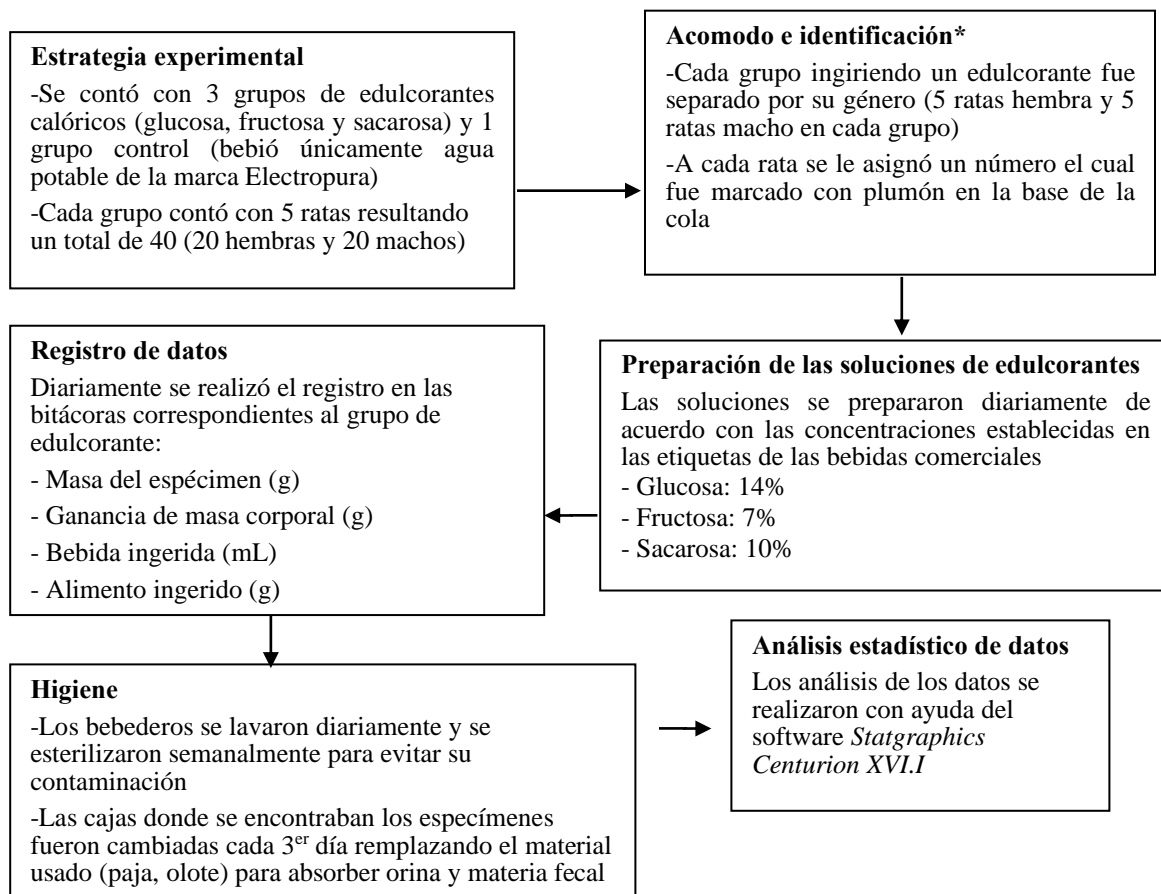 Estrategia experimental
-Se contó con 3 grupos de edulcorantes
calóricos (glucosa, fructosa y sacarosa) y 1
grupo control (bebió únicamente agua
potable de la marca Electropura)
-Cada grupo contó con 5 ratas resultando
un total de 40 (20 hembras y 20 machos)
Acomodo e identificación*
-Cada grupo ingiriendo un edulcorante fue
separado por su género (5 ratas hembra y 5
ratas macho en cada grupo)
-A cada rata se le asignó un número el cual
fue marcado con plumón en la base de la
cola
Preparación de las soluciones de edulcorantes
Las soluciones se prepararon diariamente de
acuerdo con las concentraciones establecidas en
las etiquetas de las bebidas comerciales
- Glucosa: 14%
- Fructosa: 7%
- Sacarosa: 10%
Registro de datos
Diariamente se realizó el registro en las
bitácoras correspondientes al grupo de
edulcorante:
- Masa del espécimen (g)
- Ganancia de masa corporal (g)
- Bebida ingerida (mL)
- Alimento ingerido (g)
Higiene
-Los bebederos se lavaron diariamente y se
esterilizaron semanalmente para evitar su
contaminación
-Las cajas donde se encontraban los especímenes
fueron cambiadas cada 3er día remplazando el material
usado (paja, olote) para absorber orina y materia fecal
Análisis estadístico de datos
Los análisis de los datos se
realizaron con ayuda del
software Statgraphics
Centurion XVI.I